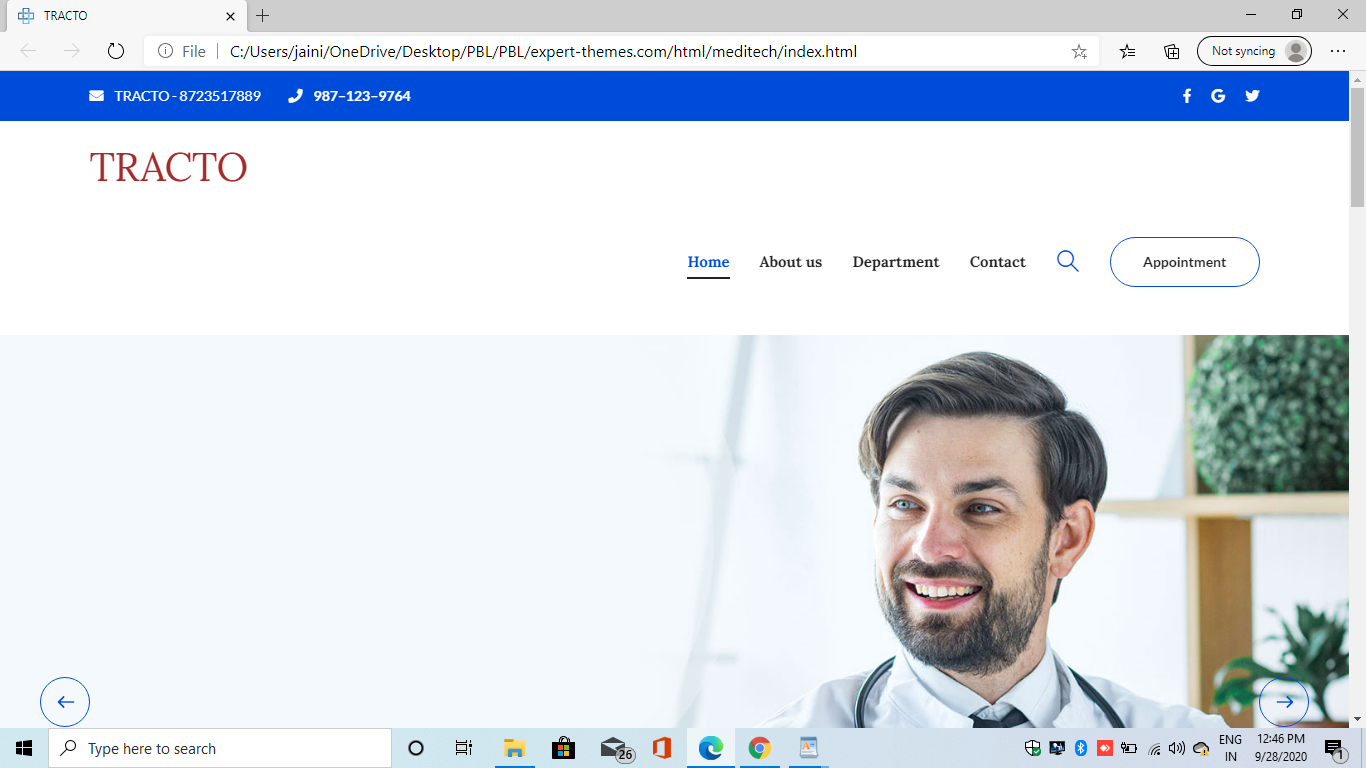 TRACTO
File
C:/Users/jaini/OneDrive/Desktop/PBL/PBL/expert-themes.com/html/meditech/index.html
Not syncing
TRACTO - 8723517889
987–123–9764
TRACTO
Home
About us
Department
Contact
Appointment
Type here to search
26
ENG
IN
12:46 PM
9/28/2020
1